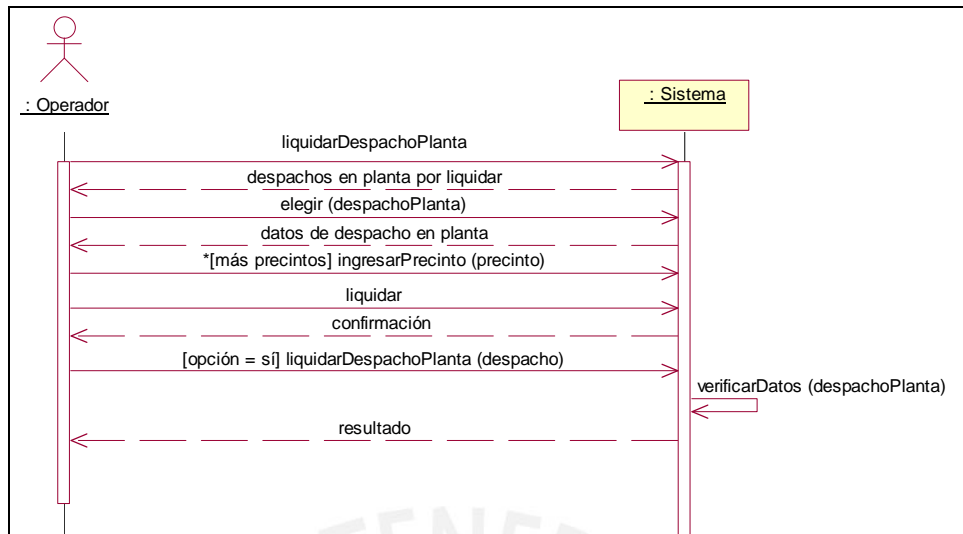 : Operador
: Sistema
liquidarDespachoPlanta
despachos en planta por liquidar
elegir (despachoPlanta)
datos de despacho en planta
*[más precintos] ingresarPrecinto (precinto)
liquidar
confirmación
[opción = sí] liquidarDespachoPlanta (despacho)
verificarDatos (despachoPlanta)
resultado
TENE